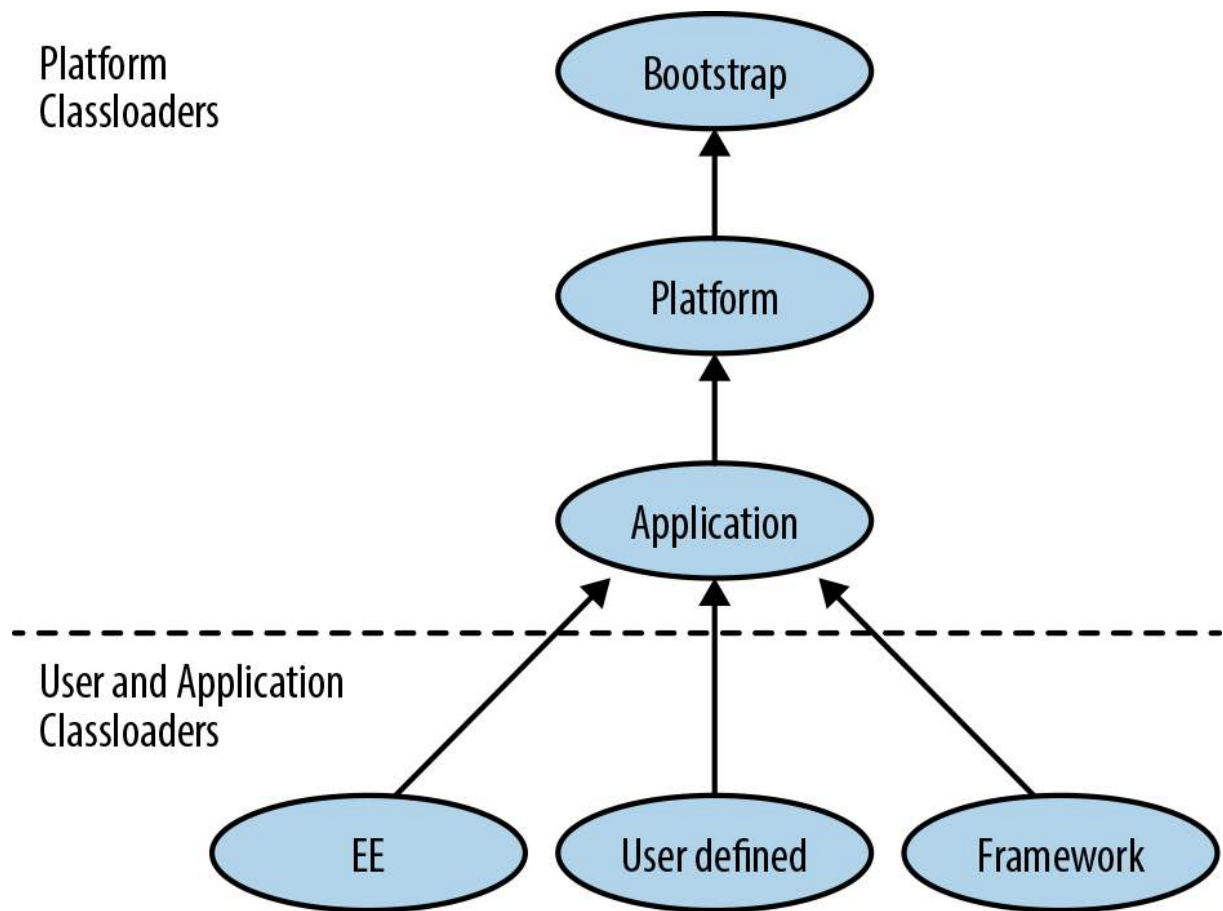 Platform
Classloaders
Bootstrap
Platform
Application
User and Application
Classloaders
EE
User defined
Framework